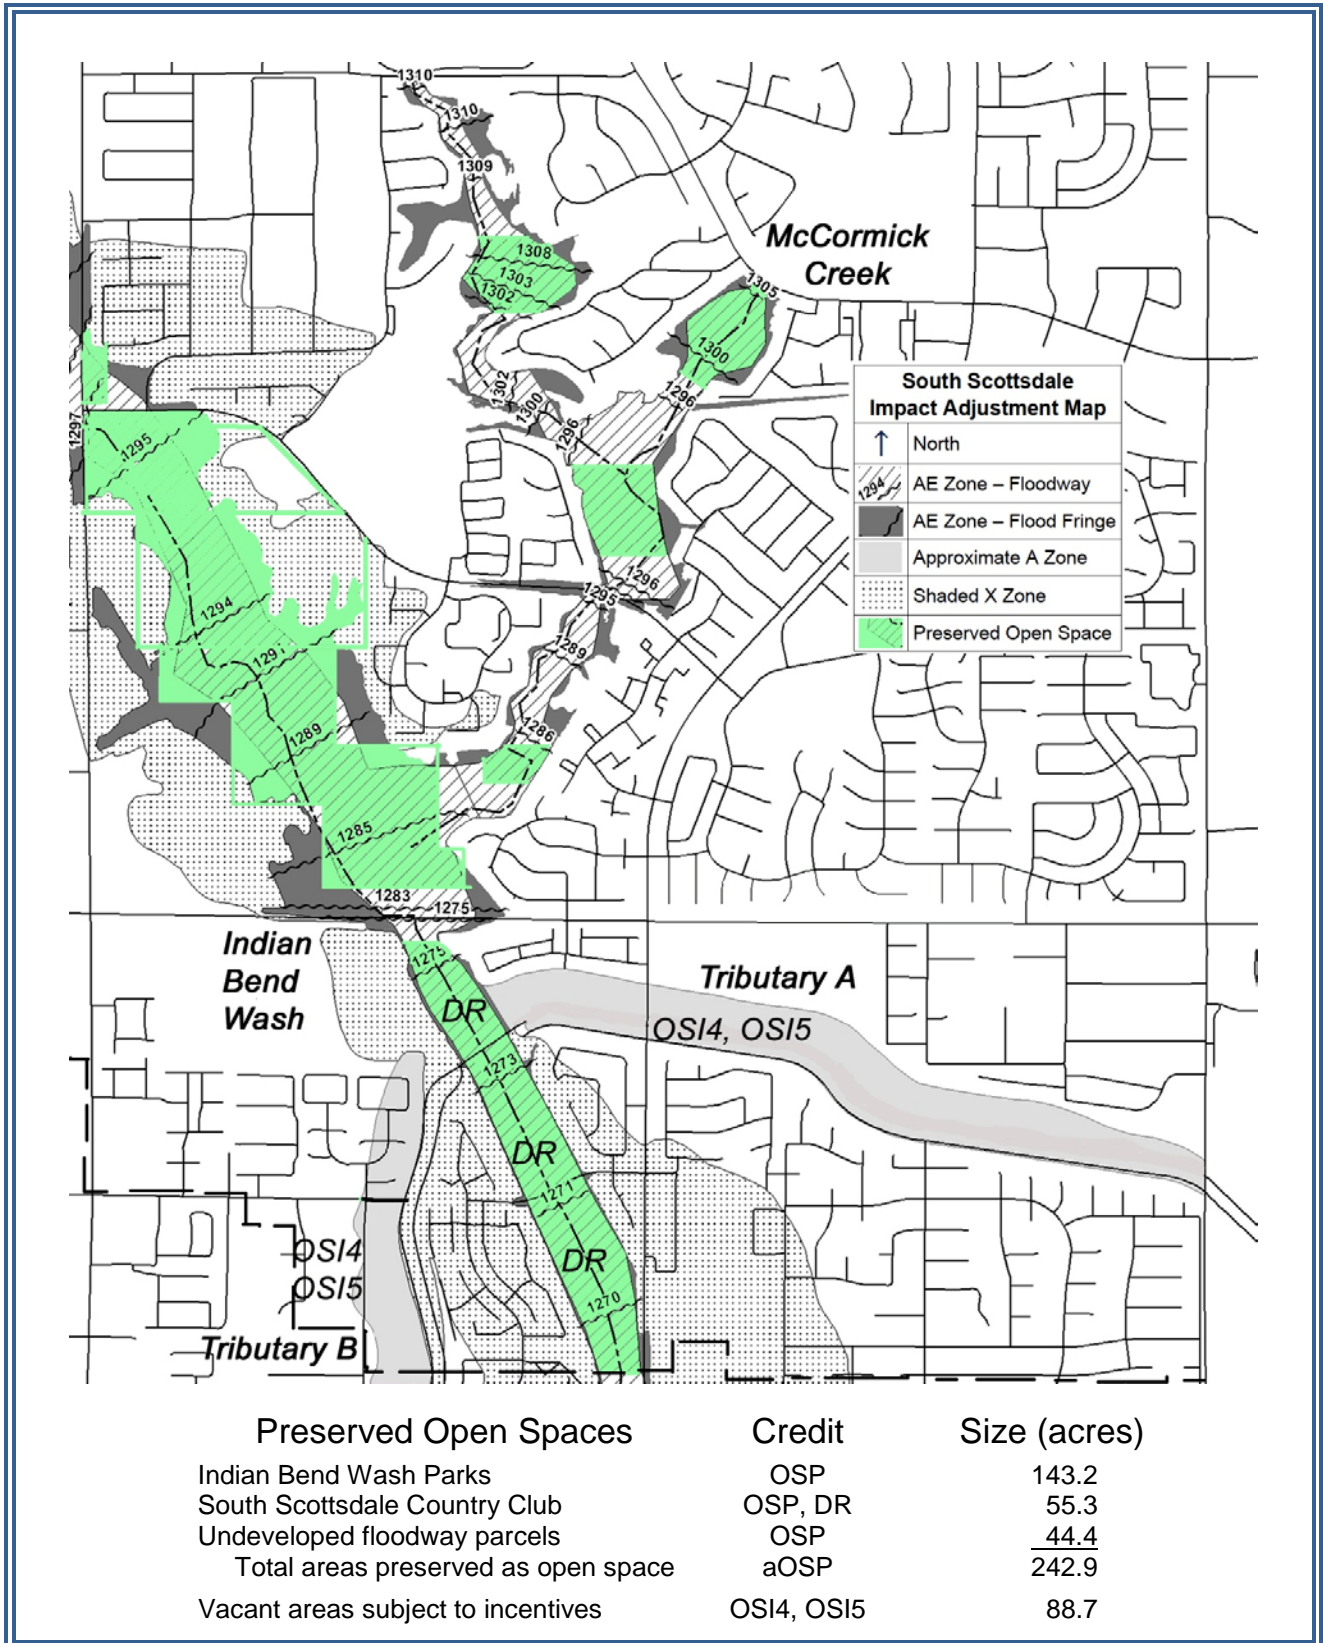 1310
1310
1309
McCormick
Creek
1308
1303
1302
1305
1300
1302
1300
1296
1296
1297
1295
South Scottsdale
Impact Adjustment Map
↑ North
1294 AE Zone – Floodway
AE Zone – Flood Fringe
Approximate A Zone
Shaded X Zone
Preserved Open Space
1296
1295
1294
1289
1291
1289
1286
1285
1283
1275
Indian
Bend
Wash
1275
Tributary A
DR
OSI4, OSI5
1273
DR
1271
OSI4
OSI5
DR
1270
Tributary B
Preserved Open Spaces Credit Size (acres)
Indian Bend Wash Parks OSP 143.2
South Scottsdale Country Club OSP, DR 55.3
Undeveloped floodway parcels OSP 44.4
Total areas preserved as open space aOSP 242.9
Vacant areas subject to incentives OSI4, OSI5 88.7